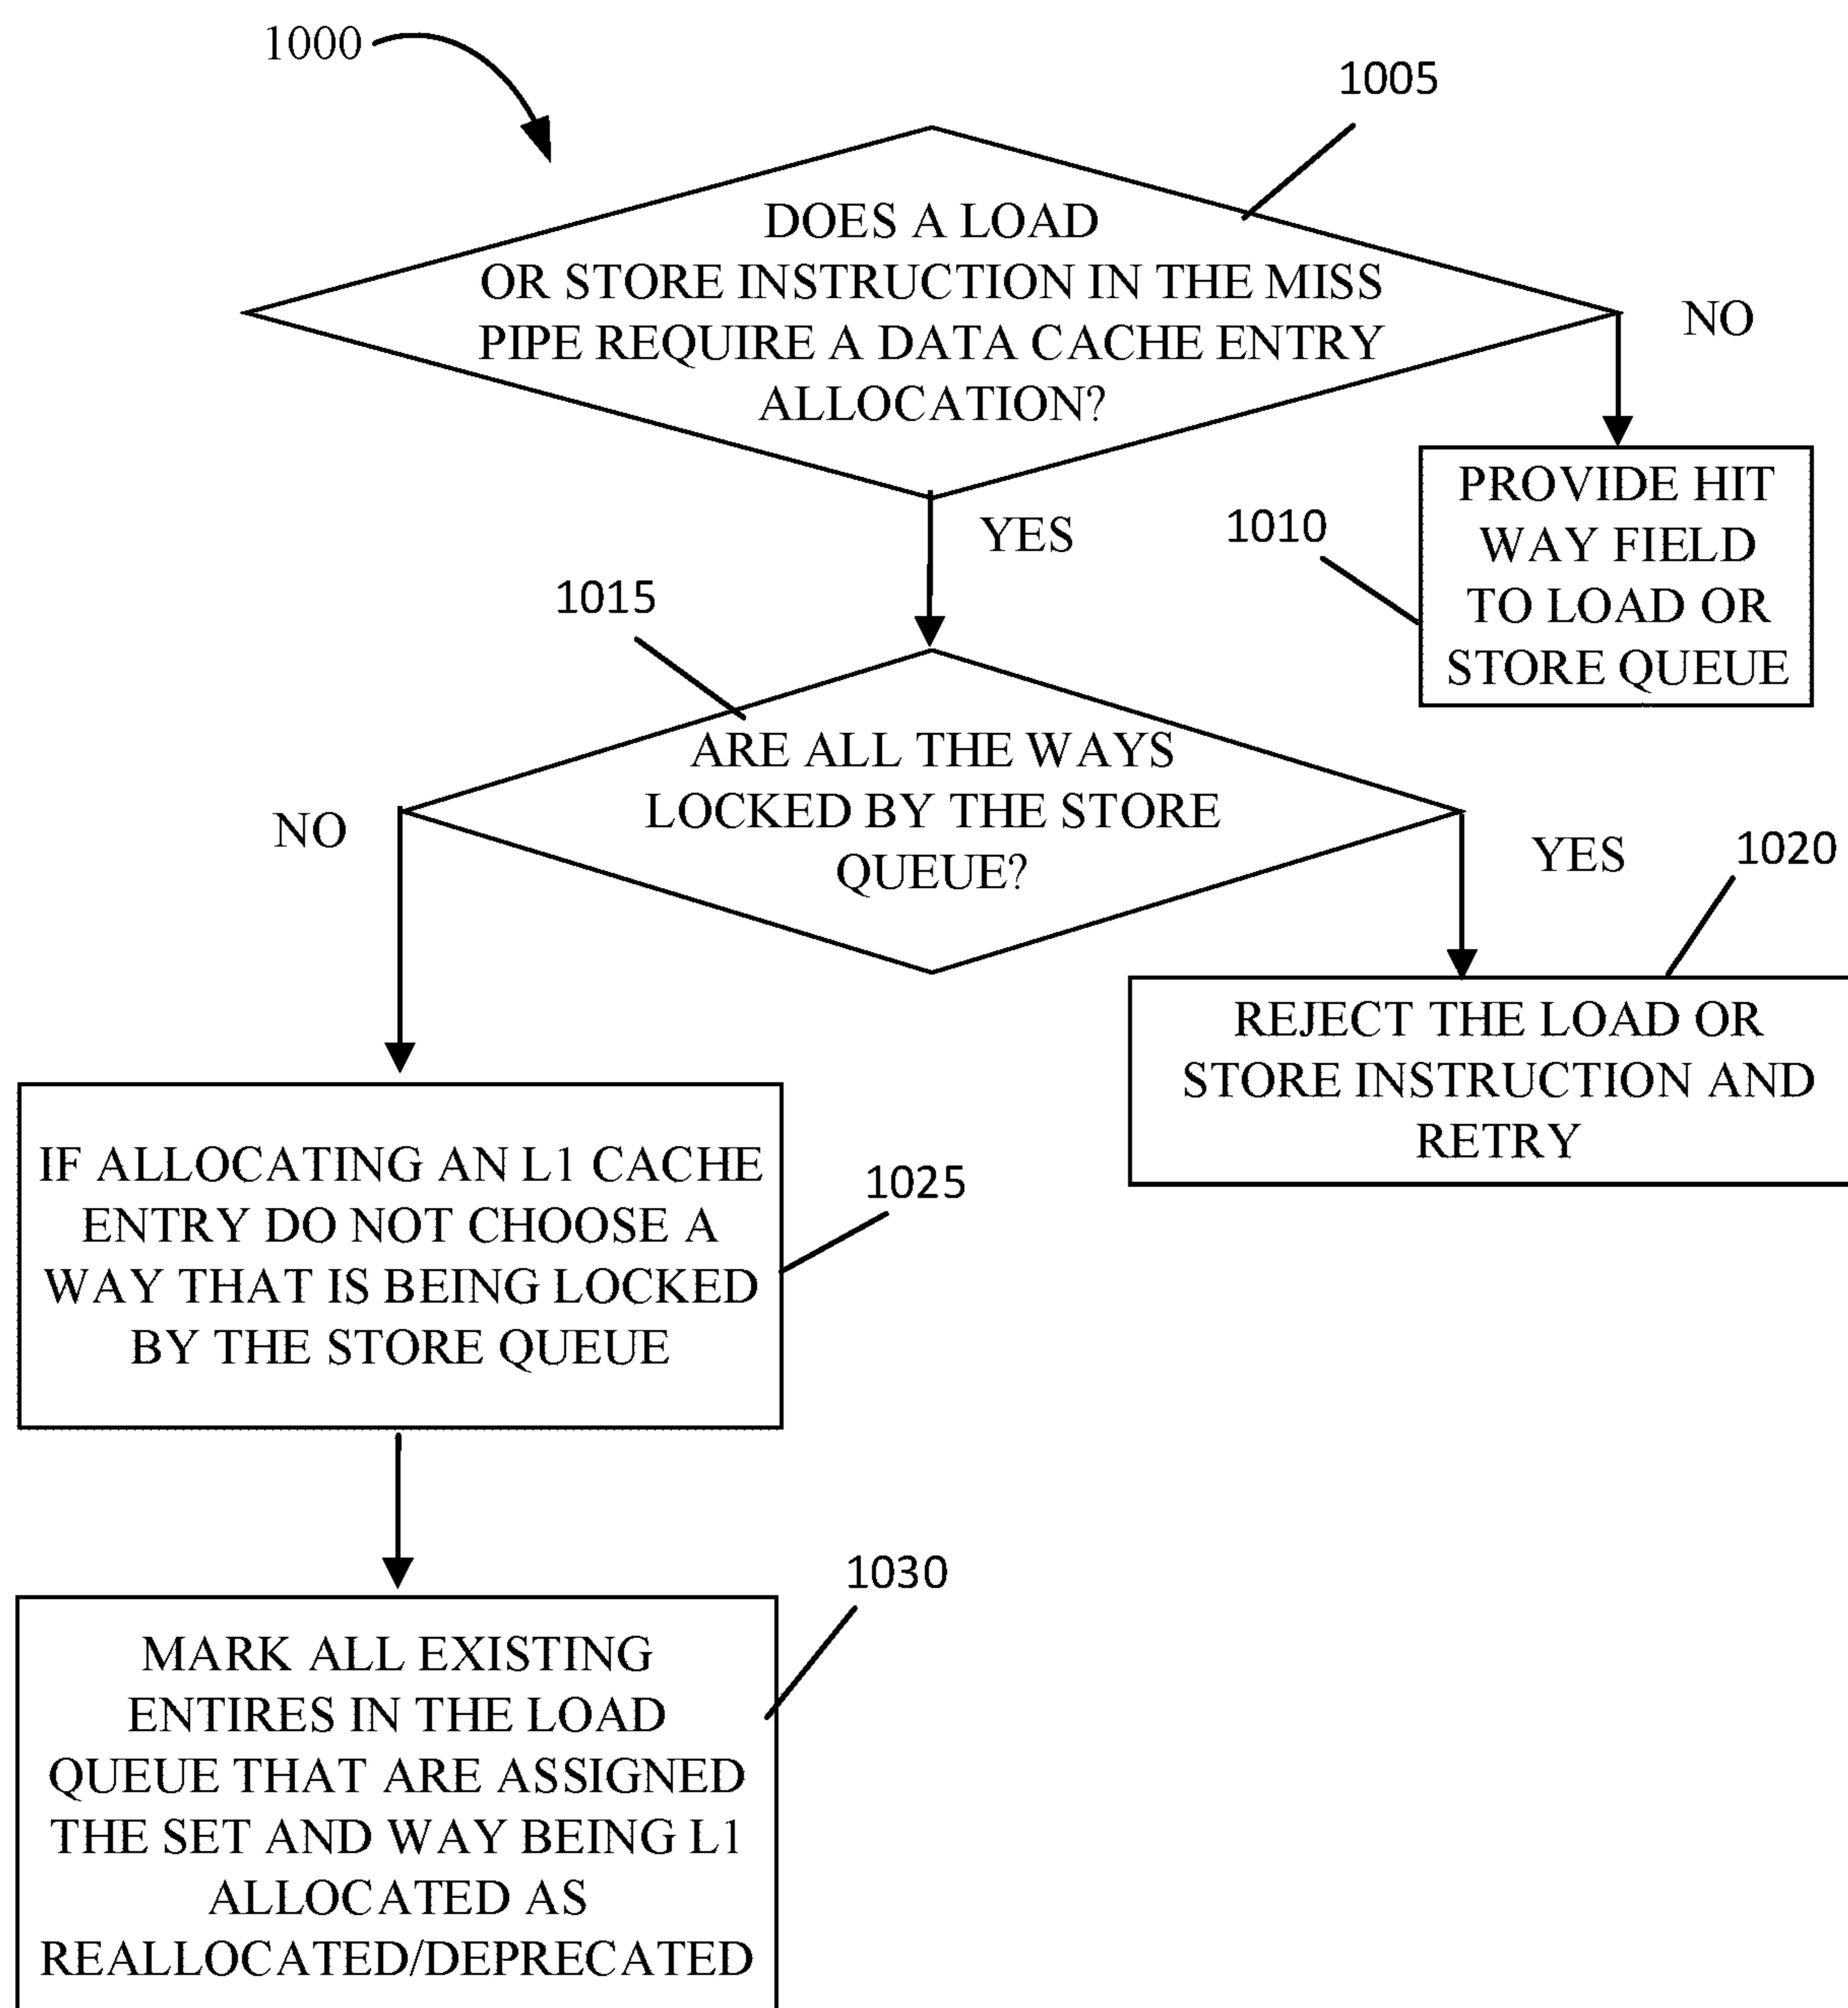 1000
1005
DOES A LOAD
OR STORE INSTRUCTION IN THE MISS
PIPE REQUIRE A DATA CACHE ENTRY
ALLOCATION?
NO
PROVIDE HIT
WAY FIELD
TO LOAD OR
STORE QUEUE
1010
YES
1015
ARE ALL THE WAYS
LOCKED BY THE STORE
QUEUE?
NO
YES
1020
REJECT THE LOAD OR
STORE INSTRUCTION AND
RETRY
IF ALLOCATING AN L1 CACHE
ENTRY DO NOT CHOOSE A
WAY THAT IS BEING LOCKED
BY THE STORE QUEUE
1025
1030
MARK ALL EXISTING
ENTIRES IN THE LOAD
QUEUE THAT ARE ASSIGNED
THE SET AND WAY BEING L1
ALLOCATED AS
REALLOCATED/DEPRECATED